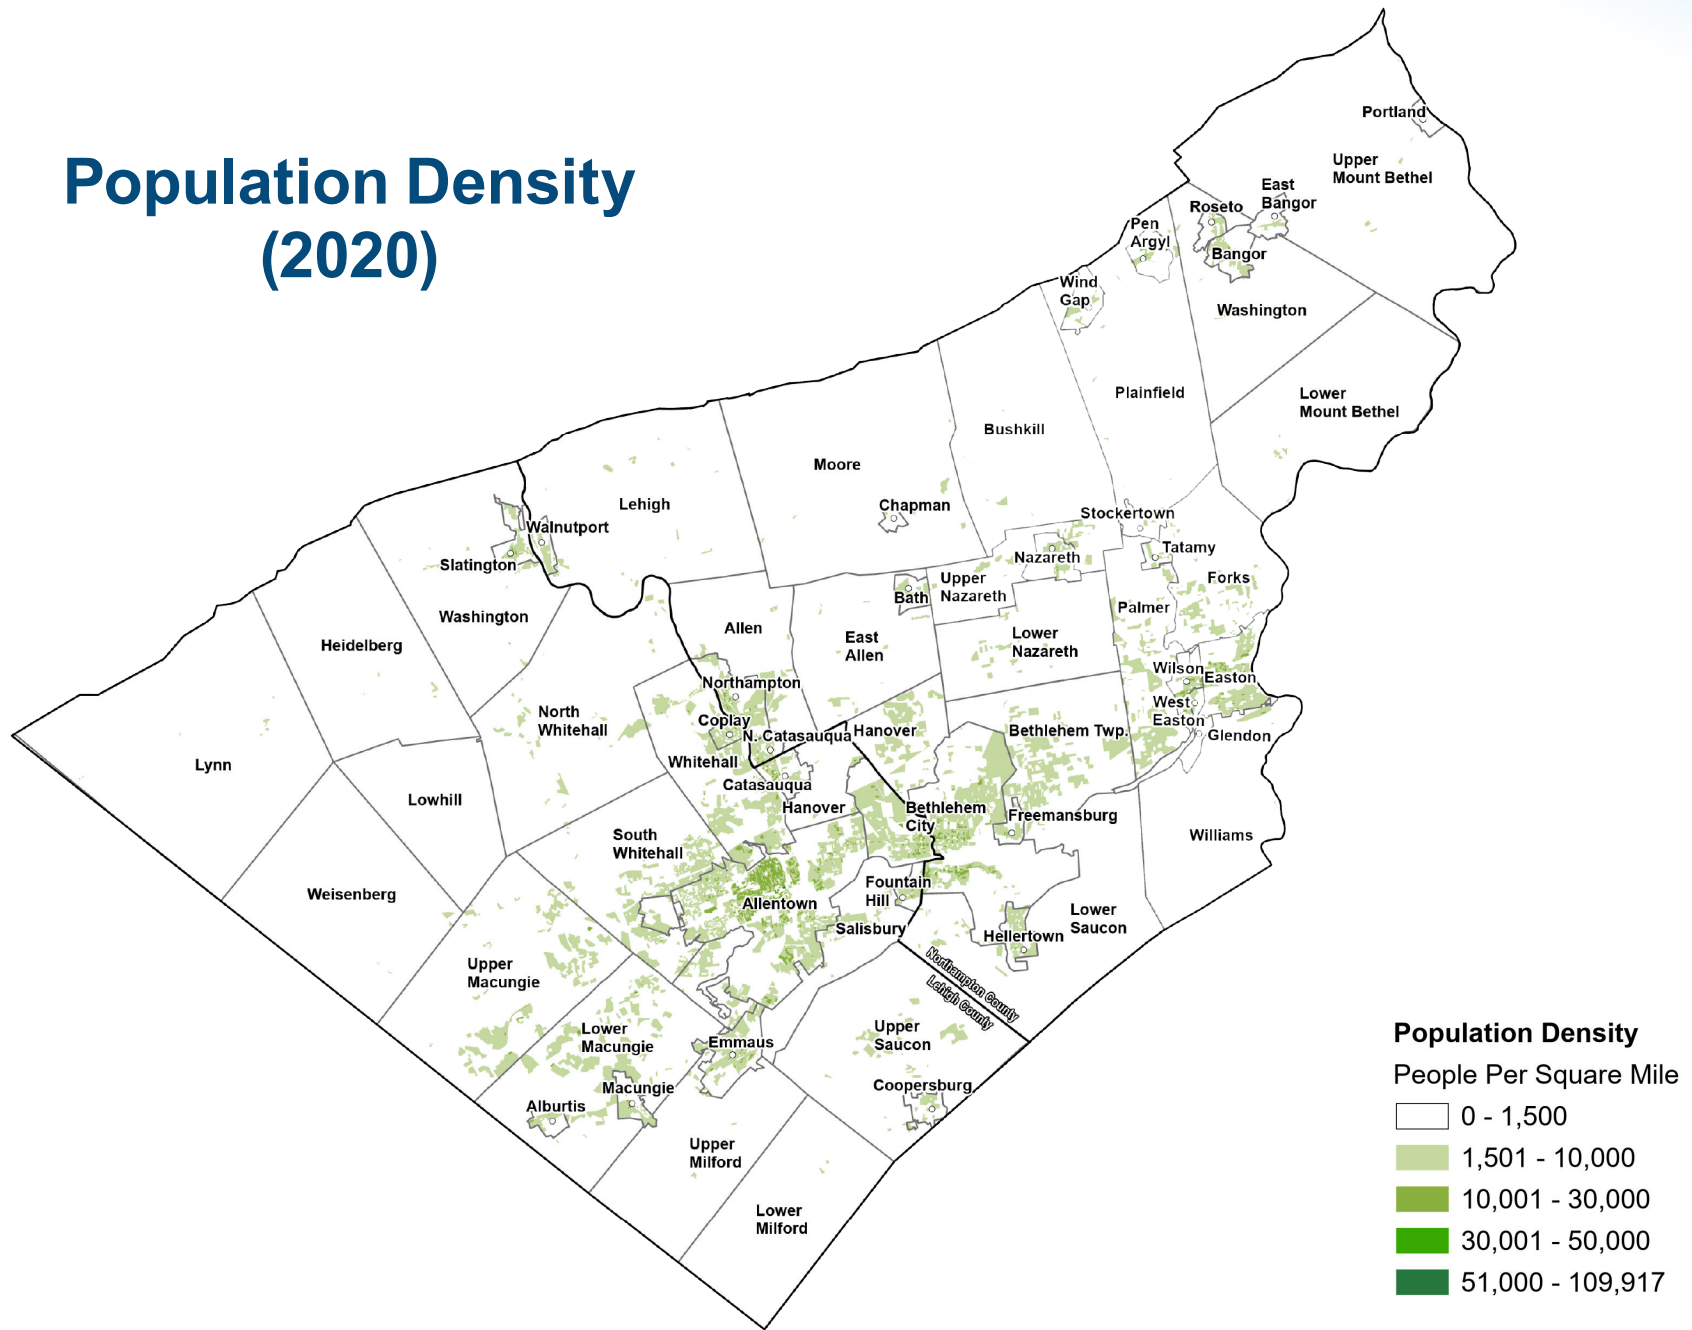 Population Density
(2020)
Portland
Upper
Mount Bethel
East
Bangor
Roseto
Pen
Argyl
Bangor
Wind
Gap
Washington
Plainfield
Lower
Mount Bethel
Bushkill
Moore
Lehigh
Chapman
Stockertown
Walnutport
Slatington
Nazareth
Tatamy
Upper
Nazareth
Forks
Bath
Palmer
Washington
Allen
East
Allen
Lower
Nazareth
Heidelberg
Wilson
Easton
Northampton
West
Easton
Coplay
North
Whitehall
N. Catasauqua
Hanover
Bethlehem Twp.
Glendon
Lynn
Whitehall
Catasauqua
Lowhill
Hanover
Bethlehem
City
Freemansburg
South
Whitehall
Williams
Weisenberg
Fountain
Hill
Allentown
Salisbury
Lower
Saucon
Hellertown
Upper
Macungie
Northampton County
Lehigh County
Lower
Macungie
Upper
Saucon
Emmaus
Macungie
Coopersburg
Alburtis
Upper
Milford
Lower
Milford
Population Density
People Per Square Mile
0 - 1,500
1,501 - 10,000
10,001 - 30,000
30,001 - 50,000
51,000 - 109,917